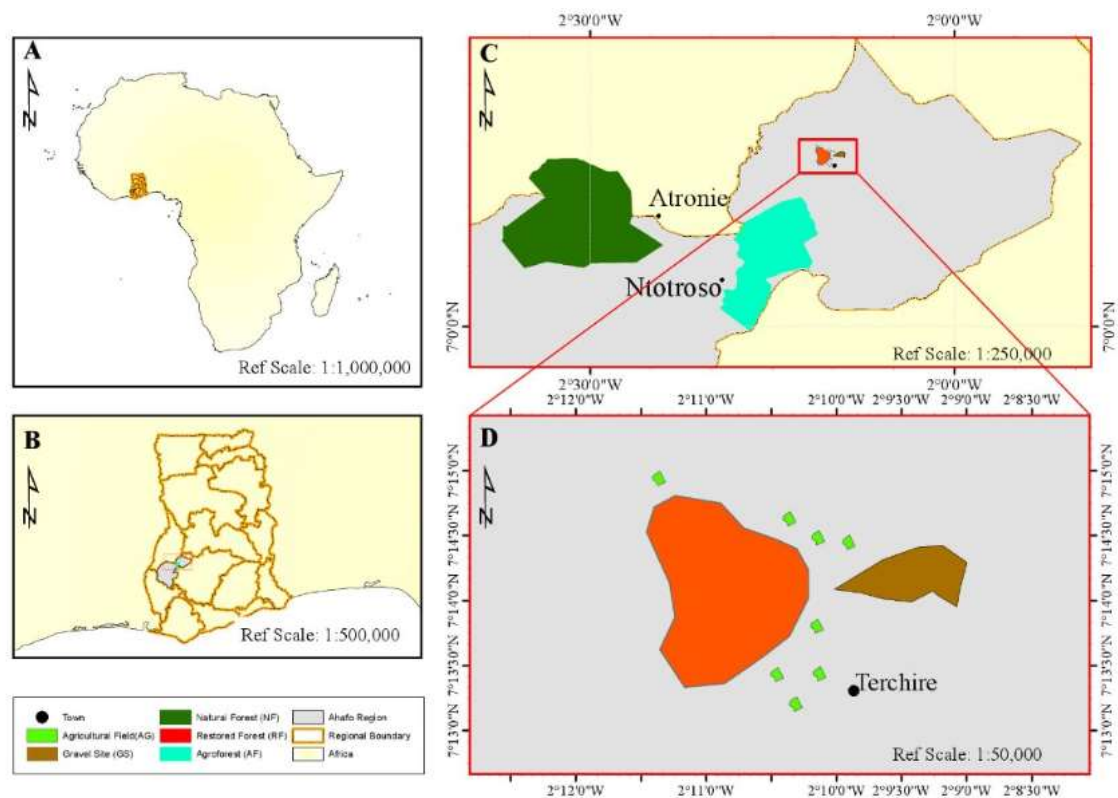 A
N
Ref Scale: 1:1,000,000
B
N
Ref Scale: 1:500,000
Town
Agricultural Field(AG)
Gravel Site (GS)
Natural Forest (NF)
Restored Forest (RF)
Agroforest (AF)
Ahafo Region
Regional Boundary
Africa
2°30'0"W 2°0'0"W
C
N
Atronie
Ntotroso
7°0'0"N 7°0'0"N
Ref Scale: 1:250,000
2°30'0"W 2°0'0"W
2°12'0"W 2°11'0"W 2°10'0"W 2°9'30"W 2°9'0"W 2°8'30"W
D
N
7°15'0"N 7°15'0"N
7°14'30"N 7°14'30"N
7°14'0"N 7°14'0"N
7°13'30"N 7°13'30"N
Terchire
7°13'0"N 7°13'0"N
Ref Scale: 1:50,000
2°12'0"W 2°11'0"W 2°10'0"W 2°9'30"W 2°9'0"W 2°8'30"W